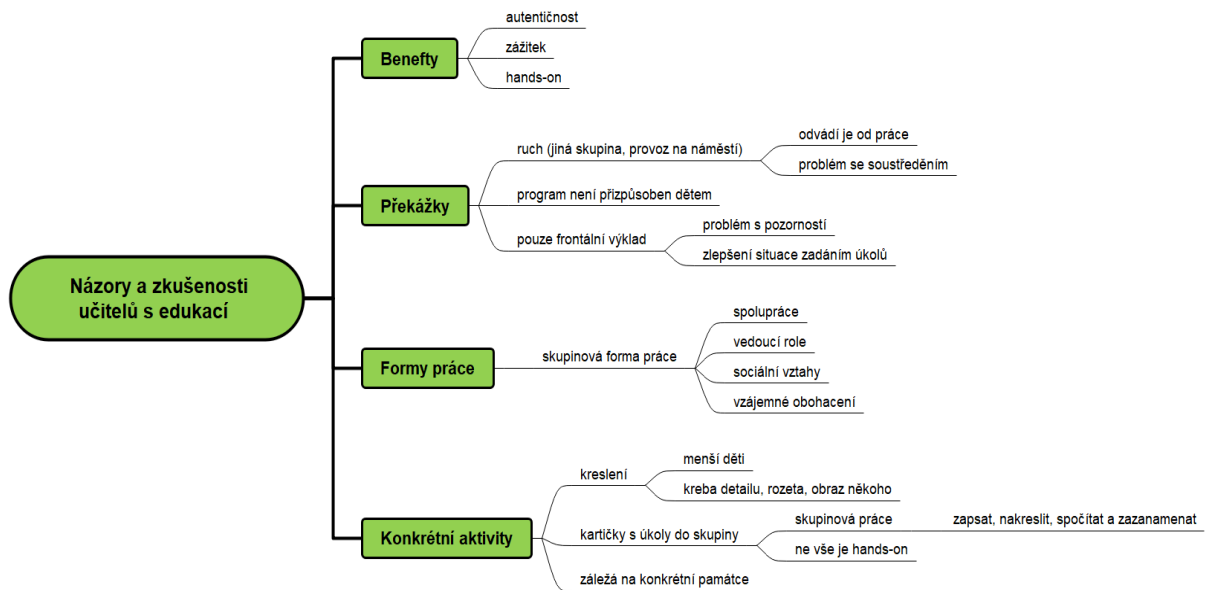 Názory a zkušenosti
učitelů s edukací
Benefty
autentičnost
zážitek
hands-on
Překážky
ruch (jiná skupina, provoz na náměstí)
odvádí je od práce
problém se soustředěním
program není přizpůsoben dětem
pouze frontální výklad
problém s pozorností
zlepšení situace zadáním úkolů
Formy práce
skupinová forma práce
spolupráce
vedoucí role
sociální vztahy
vzájemné obohacení
Konkrétní aktivity
kreslení
menší děti
kreba detailu, rozeta, obraz někoho
kartičky s úkoly do skupiny
skupinová práce
zapsat, nakreslit, spočítat a zazanamenat
ne vše je hands-on
záležá na konkrétní památce